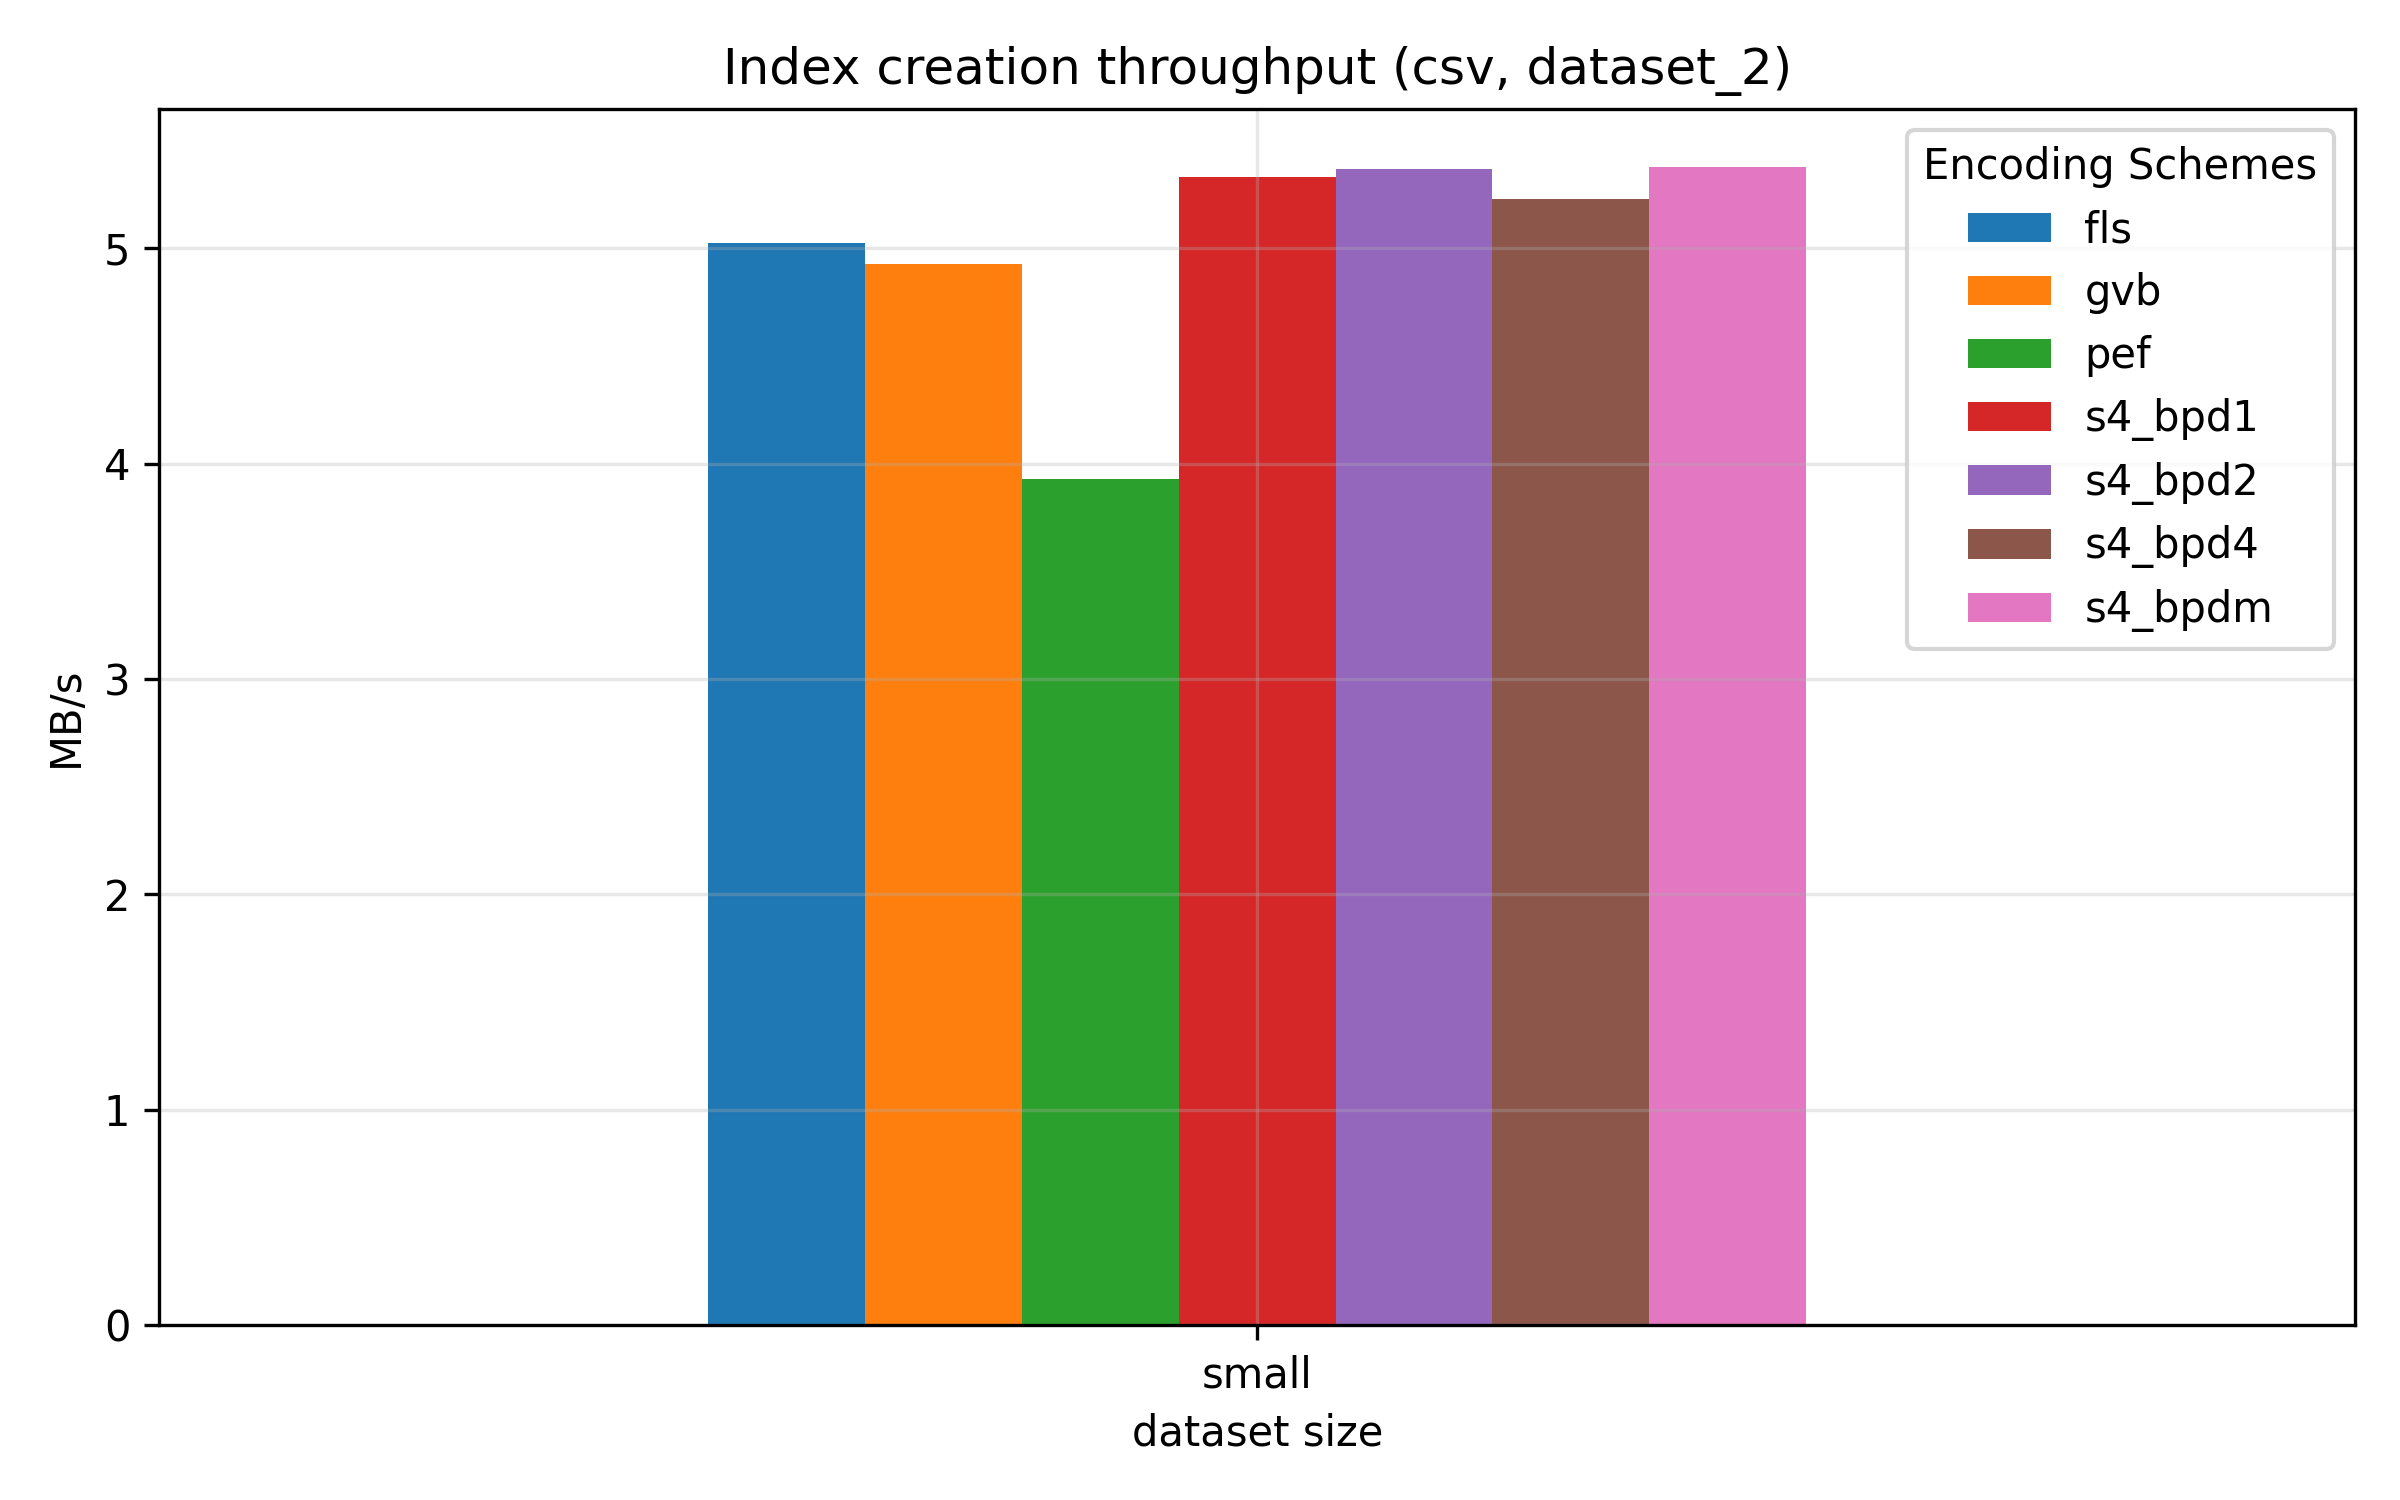 Index creation throughput (csv, dataset_2)
MB/s
5
4
3
2
1
0
Encoding Schemes
fls
gvb
pef
s4_bpd1
s4_bpd2
s4_bpd4
s4_bpdm
small
dataset size